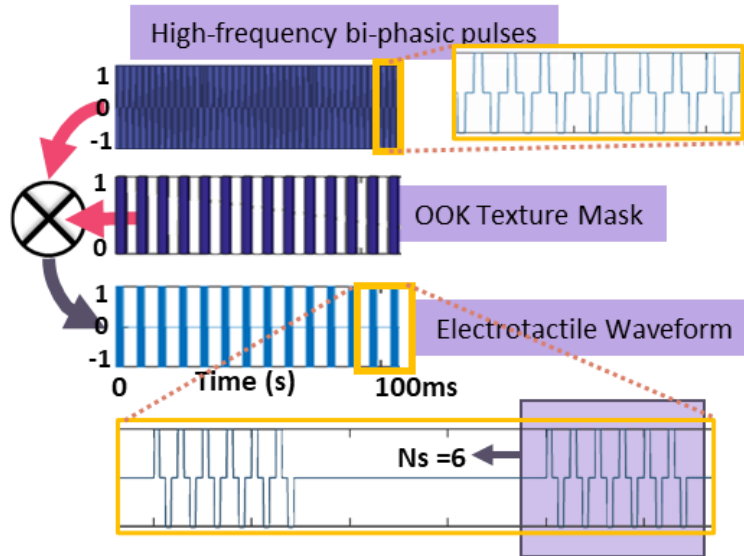 High-frequency bi-phasic pulses
1
0
-1
1
0
OOK Texture Mask
1
0
-1
Electrotactile Waveform
0
Time (s)
100ms
Ns =6